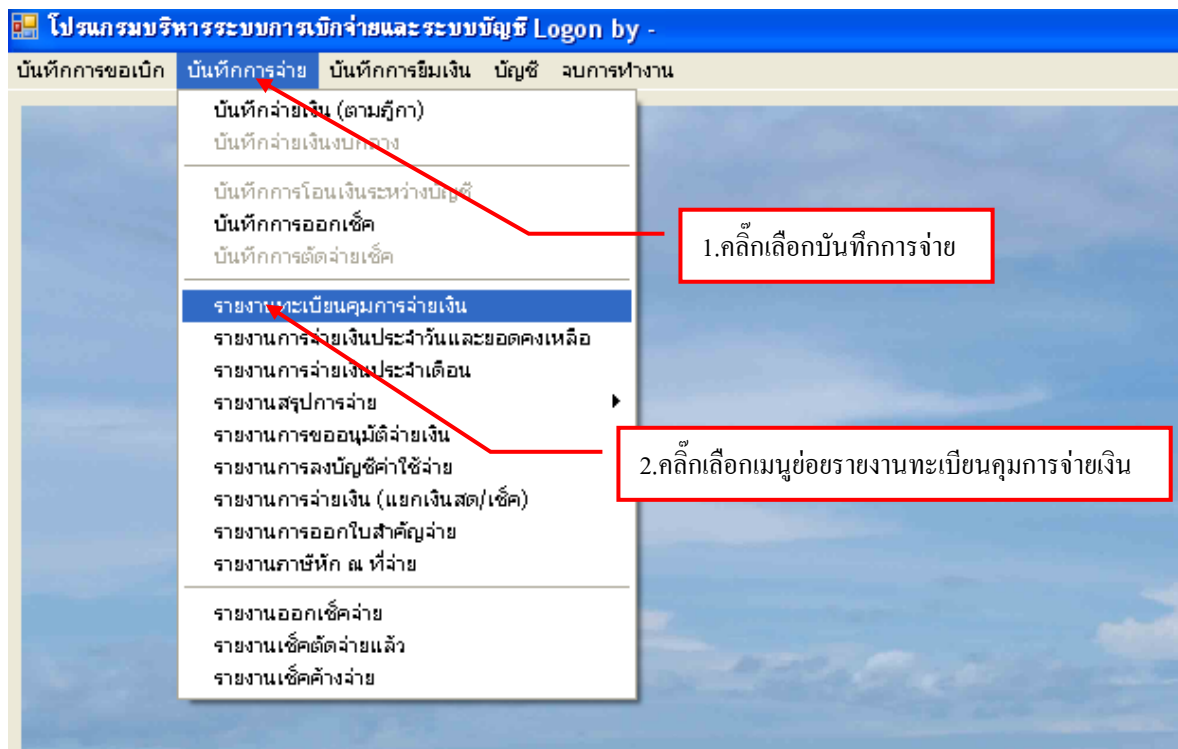 โปรแกรมบริหารระบบการเบิกจ่ายและระบบบัญชี Logon by -
บันทึกการขอเบิก บันทึกการจ่าย บันทึกการยืมเงิน บัญชี จบการทำงาน
บันทึกจ่ายเงิน (ตามฎีกา)
บันทึกจ่ายเงินงบกลาง
บันทึกการโอนเงินระหว่างบัญชี
บันทึกการออกเช็ค
บันทึกการตัดจ่ายเช็ค
1.คลิ๊กเลือกบันทึกการจ่าย
รายงานทะเบียนคุมการจ่ายเงิน
รายงานการจ่ายเงินประจำวันและยอดคงเหลือ
รายงานการจ่ายเงินประจำเดือน
รายงานสรุปการจ่าย
รายงานการขออนุมัติจ่ายเงิน
2.คลิ๊กเลือกเมนูย่อยรายงานทะเบียนคุมการจ่ายเงิน
รายงานการลงบัญชีค่าใช้จ่าย
รายงานการจ่ายเงิน (แยกเงินสด/เช็ค)
รายงานการออกใบสำคัญจ่าย
รายงานภาษีหัก ณ ที่จ่าย
รายงานออกเช็คจ่าย
รายงานเช็คตัดจ่ายแล้ว
รายงานเช็คค้างจ่าย